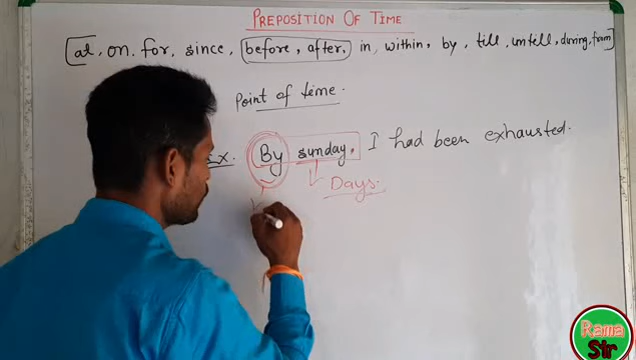 PREPOSITION OF TIME
at, on, for, since, before, after, in, within, by, till, untell, during, from
Point of time
Ex. By sunday, I had been exhausted.
Days.
Rama
Sir